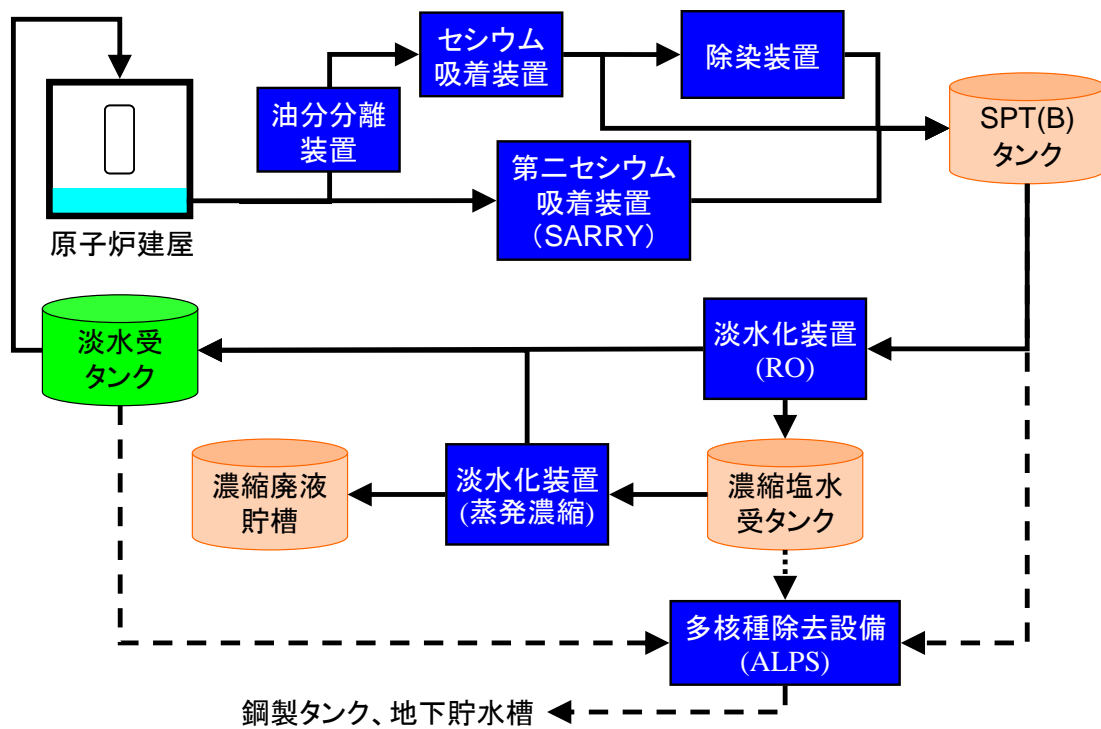 セシウム
吸着装置
除染装置
油分分離
装置
SPT(B)
タンク
第二セシウム
吸着装置
（SARRY）
原子炉建屋
淡水受
タンク
淡水化装置
(RO)
濃縮廃液
貯槽
淡水化装置
(蒸発濃縮)
濃縮塩水
受タンク
多核種除去設備
(ALPS)
鋼製タンク、地下貯水槽